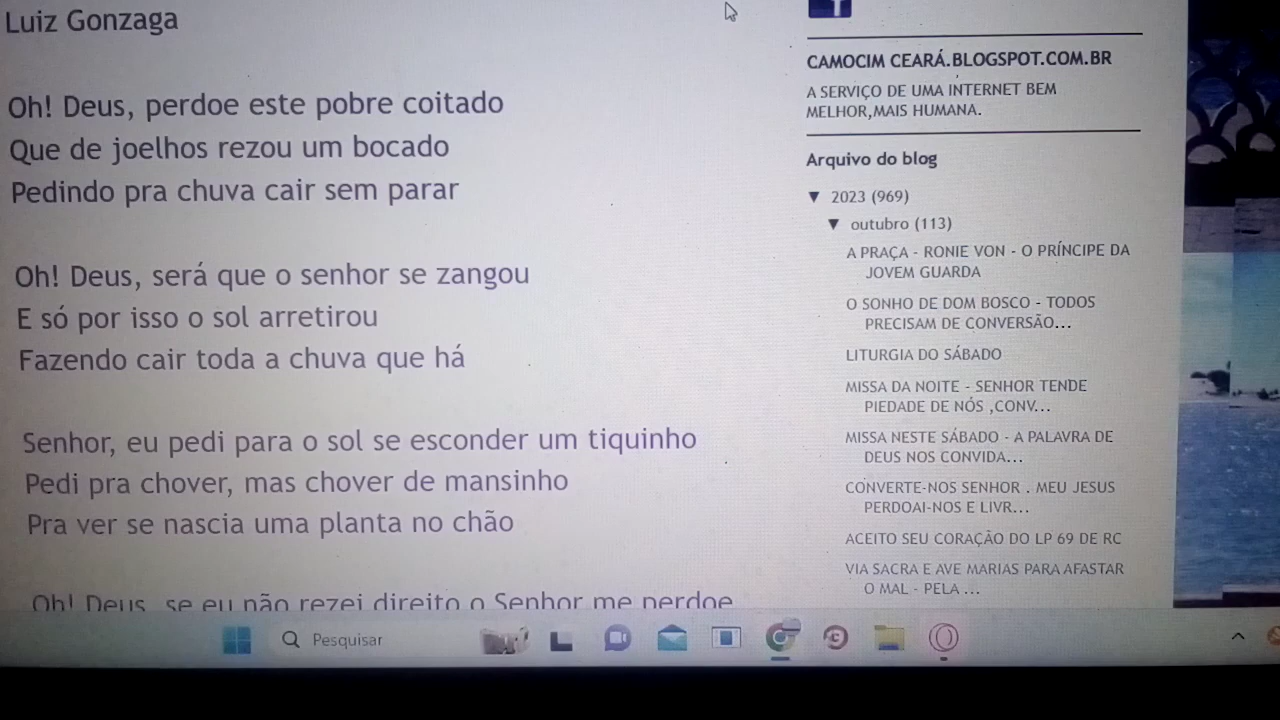 Luiz Gonzaga
Oh! Deus, perdoe este pobre coitado
Que de joelhos rezou um bocado
Pedindo pra chuva cair sem parar
Oh! Deus, será que o senhor se zangou
E só por isso o sol arretirou
Fazendo cair toda a chuva que há
Senhor, eu pedi para o sol se esconder um tiquinho
Pedi pra chover, mas chover de mansinho
Pra ver se nascia uma planta no chão
Oh! Deus, se eu não rezei direito o Senhor me perdoe
CAMOCIM CEARÁ.BLOGSPOT.COM.BR
A SERVIÇO DE UMA INTERNET BEM
MELHOR,MAIS HUMANA.
Arquivo do blog
▼ 2023 (969)
▼ outubro (113)
A PRAÇA - RONIE VON - O PRÍNCIPE DA
JOVEM GUARDA
O SONHO DE DOM BOSCO - TODOS
PRECISAM DE CONVERSÃO...
LITURGIA DO SÁBADO
MISSA DA NOITE - SENHOR TENDE
PIEDADE DE NÓS ,CONV...
MISSA NESTE SÁBADO - A PALAVRA DE
DEUS NOS CONVIDA...
CONVERTE-NOS SENHOR . MEU JESUS
PERDOAI-NOS E LIVR...
ACEITO SEU CORAÇÃO DO LP 69 DE RC
VIA SACRA E AVE MARIAS PARA AFASTAR
O MAL - PELA ...
Pesquisar